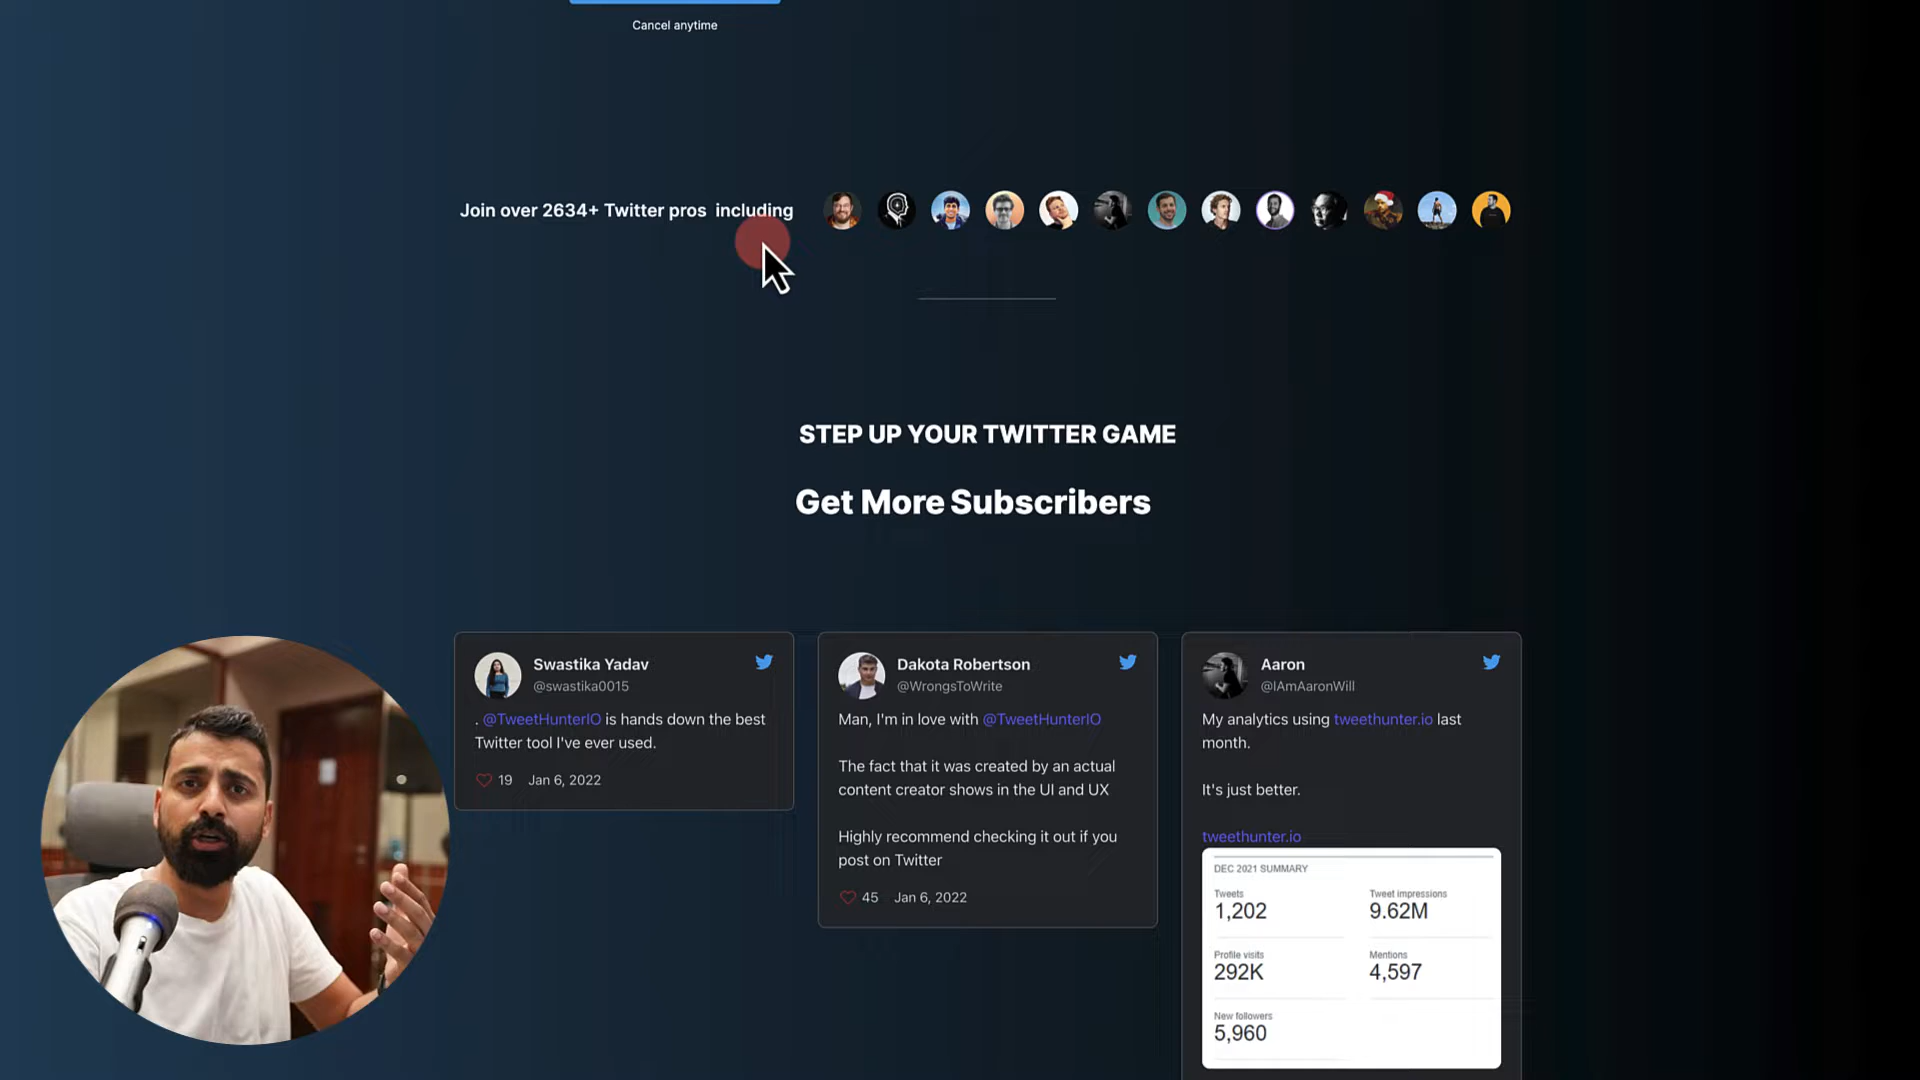 Cancel anytime
Join over 2634+ Twitter pros including
STEP UP YOUR TWITTER GAME
Get More Subscribers
Swastika Yadav
@swastika0015
. @TweetHunterIO is hands down the best
Twitter tool I've ever used.
19 Jan 6, 2022
Dakota Robertson
@WrongsToWrite
Man, I'm in love with @TweetHunterIO
The fact that it was created by an actual
content creator shows in the UI and UX
Highly recommend checking it out if you
post on Twitter
45 Jan 6, 2022
Aaron
@IAmAaronWill
My analytics using tweethunter.io last
month.
It's just better.
tweethunter.io
DEC 2021 SUMMARY
Tweets
1,202
Tweet impressions
9.62M
Profile visits
292K
Mentions
4,597
New followers
5,960